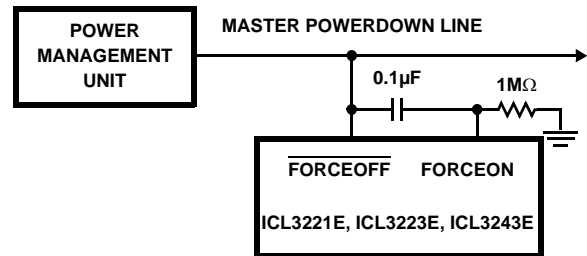 POWER
MANAGEMENT
UNIT
MASTER POWERDOWN LINE
0.1µF
1MΩ
FORCEOFF FORCEON
ICL3221E, ICL3223E, ICL3243E